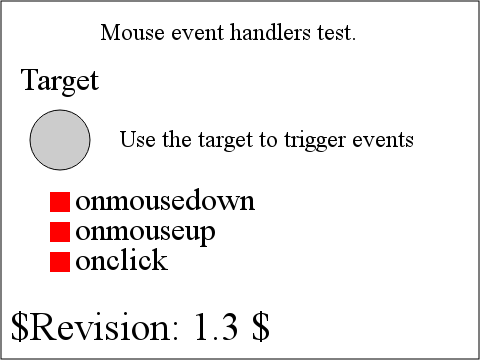 Mouse event handlers test.
Target
Use the target to trigger events
onmousedown
onmouseup
onclick
$Revision: 1.3 $